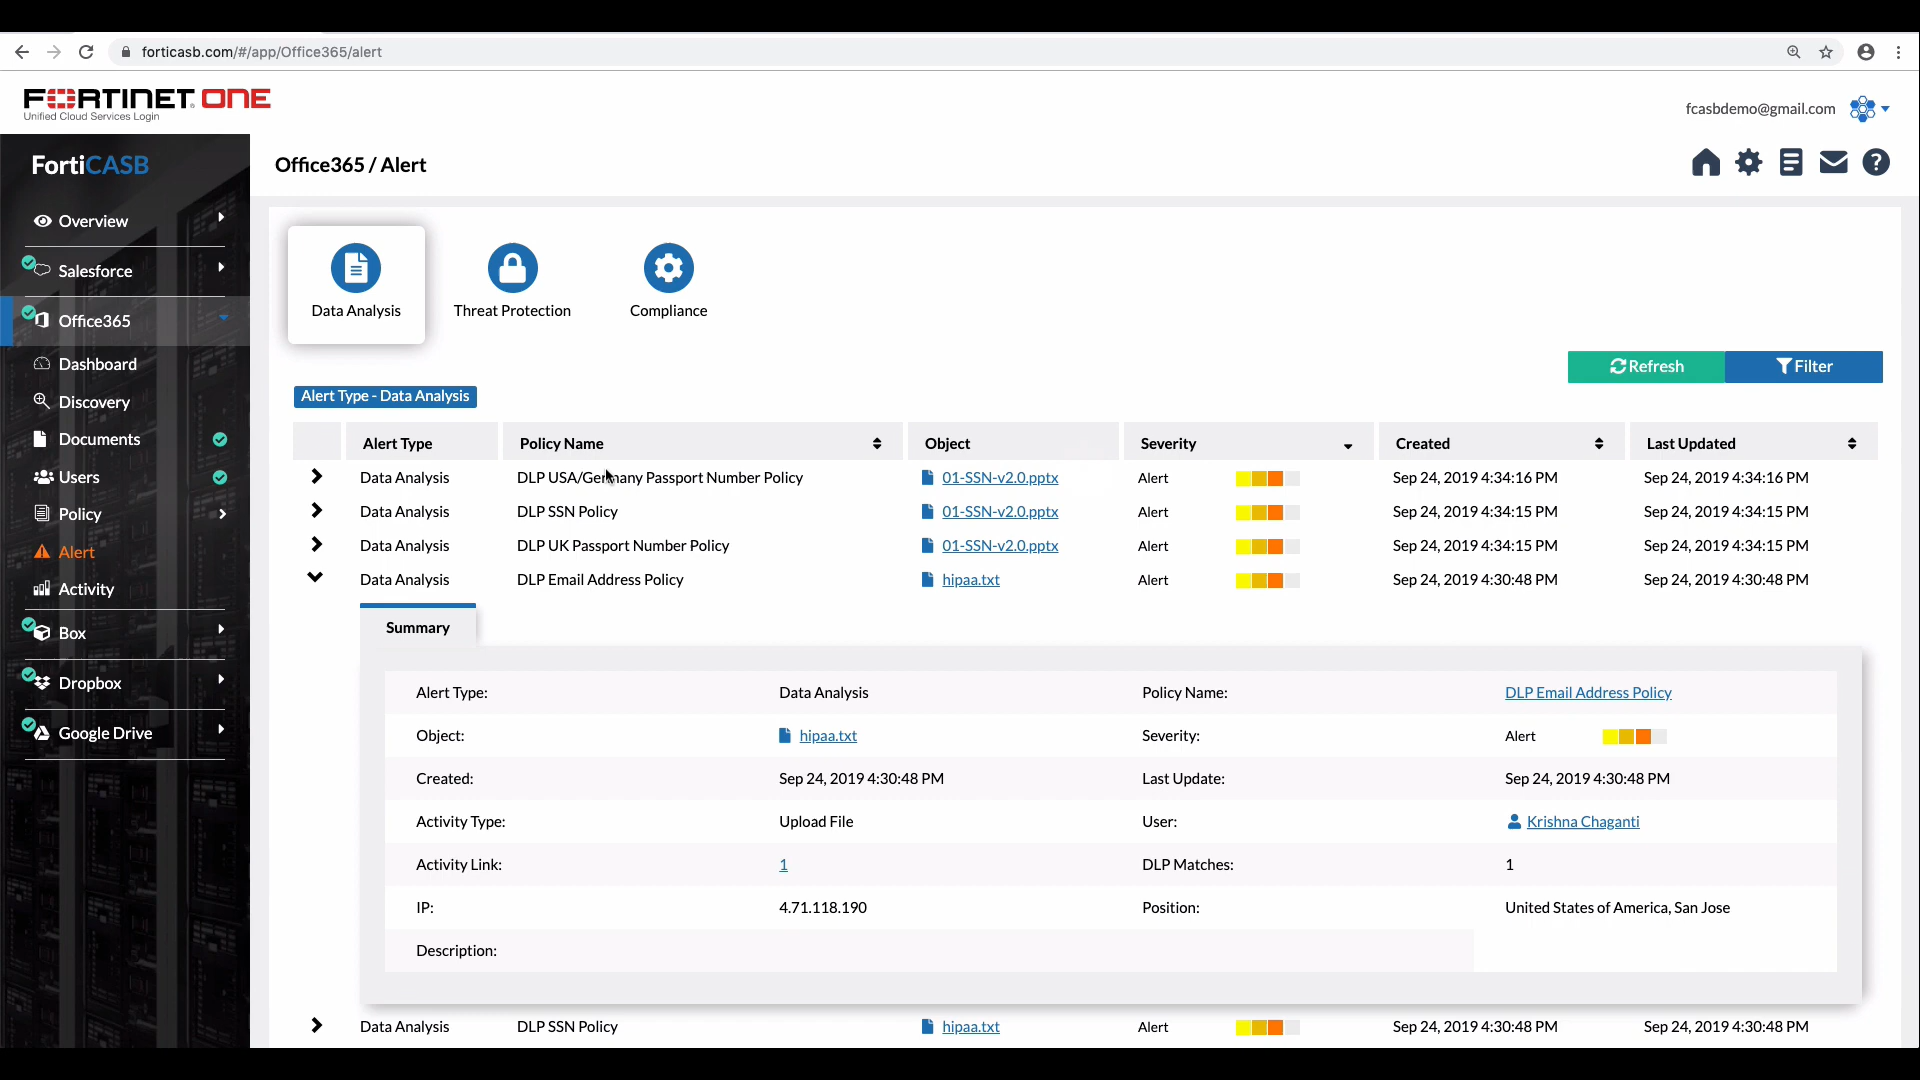 forticasb.com/#/app/Office365/alert
FORTINET ONE
Unified Cloud Services Login
fcasbdemo@gmail.com
FortiCASB
Office365 / Alert
Overview
Salesforce
Office365
Dashboard
Discovery
Documents
Users
Policy
Alert
Activity
Box
Dropbox
Google Drive
Data Analysis
Threat Protection
Compliance
Refresh
Filter
Alert Type - Data Analysis
Alert Type Policy Name Object Severity Created Last Updated
Data Analysis DLP USA/Germany Passport Number Policy 01-SSN-v2.0.pptx Alert Sep 24, 2019 4:34:16 PM Sep 24, 2019 4:34:16 PM
Data Analysis DLP SSN Policy 01-SSN-v2.0.pptx Alert Sep 24, 2019 4:34:15 PM Sep 24, 2019 4:34:15 PM
Data Analysis DLP UK Passport Number Policy 01-SSN-v2.0.pptx Alert Sep 24, 2019 4:34:15 PM Sep 24, 2019 4:34:15 PM
Data Analysis DLP Email Address Policy hipaa.txt Alert Sep 24, 2019 4:30:48 PM Sep 24, 2019 4:30:48 PM
Summary
Alert Type: Data Analysis Policy Name: DLP Email Address Policy
Object: hipaa.txt Severity: Alert
Created: Sep 24, 2019 4:30:48 PM Last Update: Sep 24, 2019 4:30:48 PM
Activity Type: Upload File User: Krishna Chaganti
Activity Link: 1 DLP Matches: 1
IP: 4.71.118.190 Position: United States of America, San Jose
Description:
Data Analysis DLP SSN Policy hipaa.txt Alert Sep 24, 2019 4:30:48 PM Sep 24, 2019 4:30:48 PM